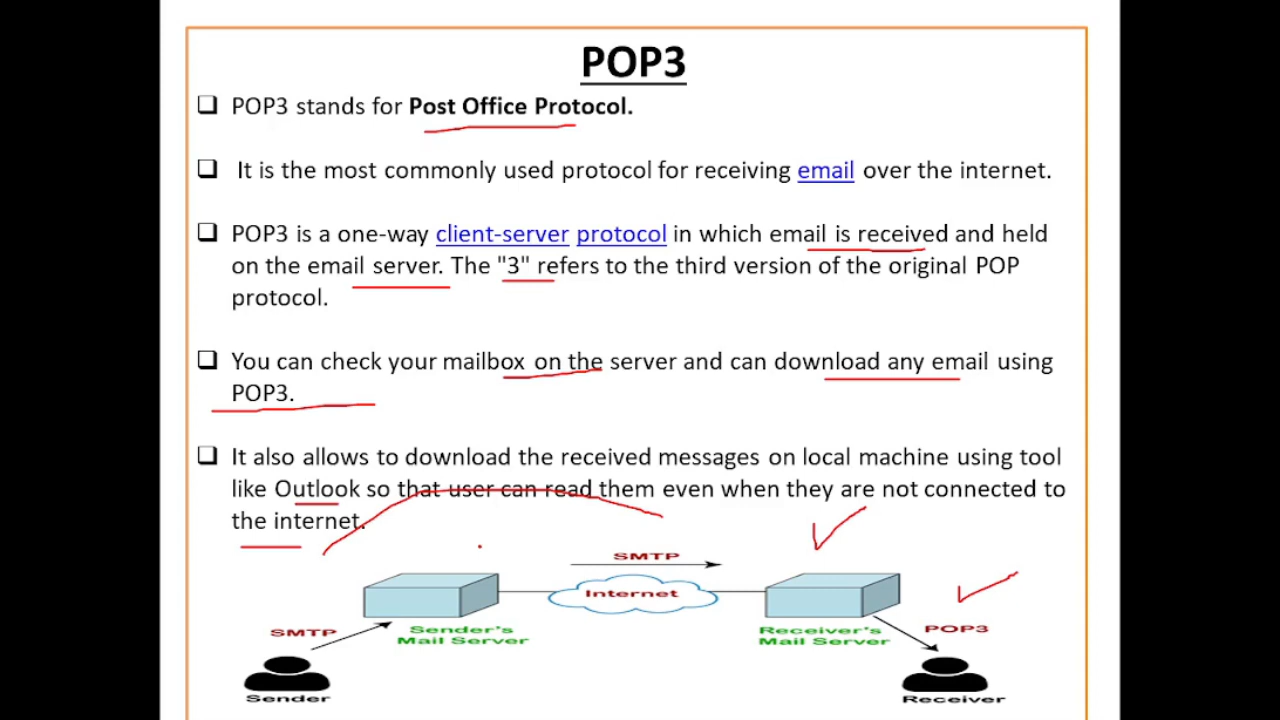 POP3
❑ POP3 stands for Post Office Protocol.
❑ It is the most commonly used protocol for receiving email over the internet.
❑ POP3 is a one-way client-server protocol in which email is received and held
on the email server. The "3" refers to the third version of the original POP
protocol.
❑ You can check your mailbox on the server and can download any email using
POP3.
❑ It also allows to download the received messages on local machine using tool
like Outlook so that user can read them even when they are not connected to
the internet.
SMTP
Internet
SMTP
Sender's
Mail Server
Receiver's
Mail Server
POP3
Sender
Receiver